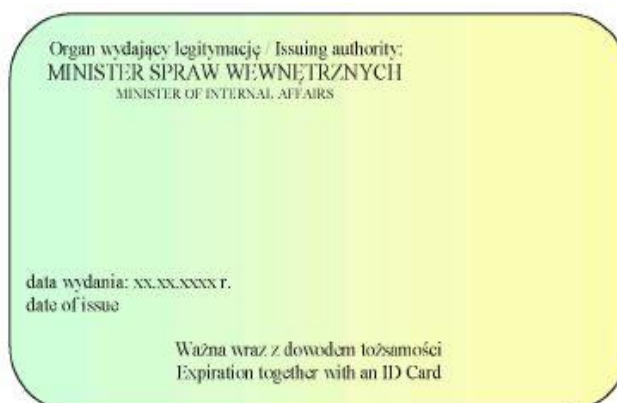 Organ wydający legitymację / Issuing authority:
MINISTER SPRAW WEWNĘTRZNYCH
MINISTER OF INTERNAL AFFAIRS
data wydania: xx.xx.xxxx r.
date of issue
Ważna wraz z dowodem tożsamości
Expiration together with an ID Card